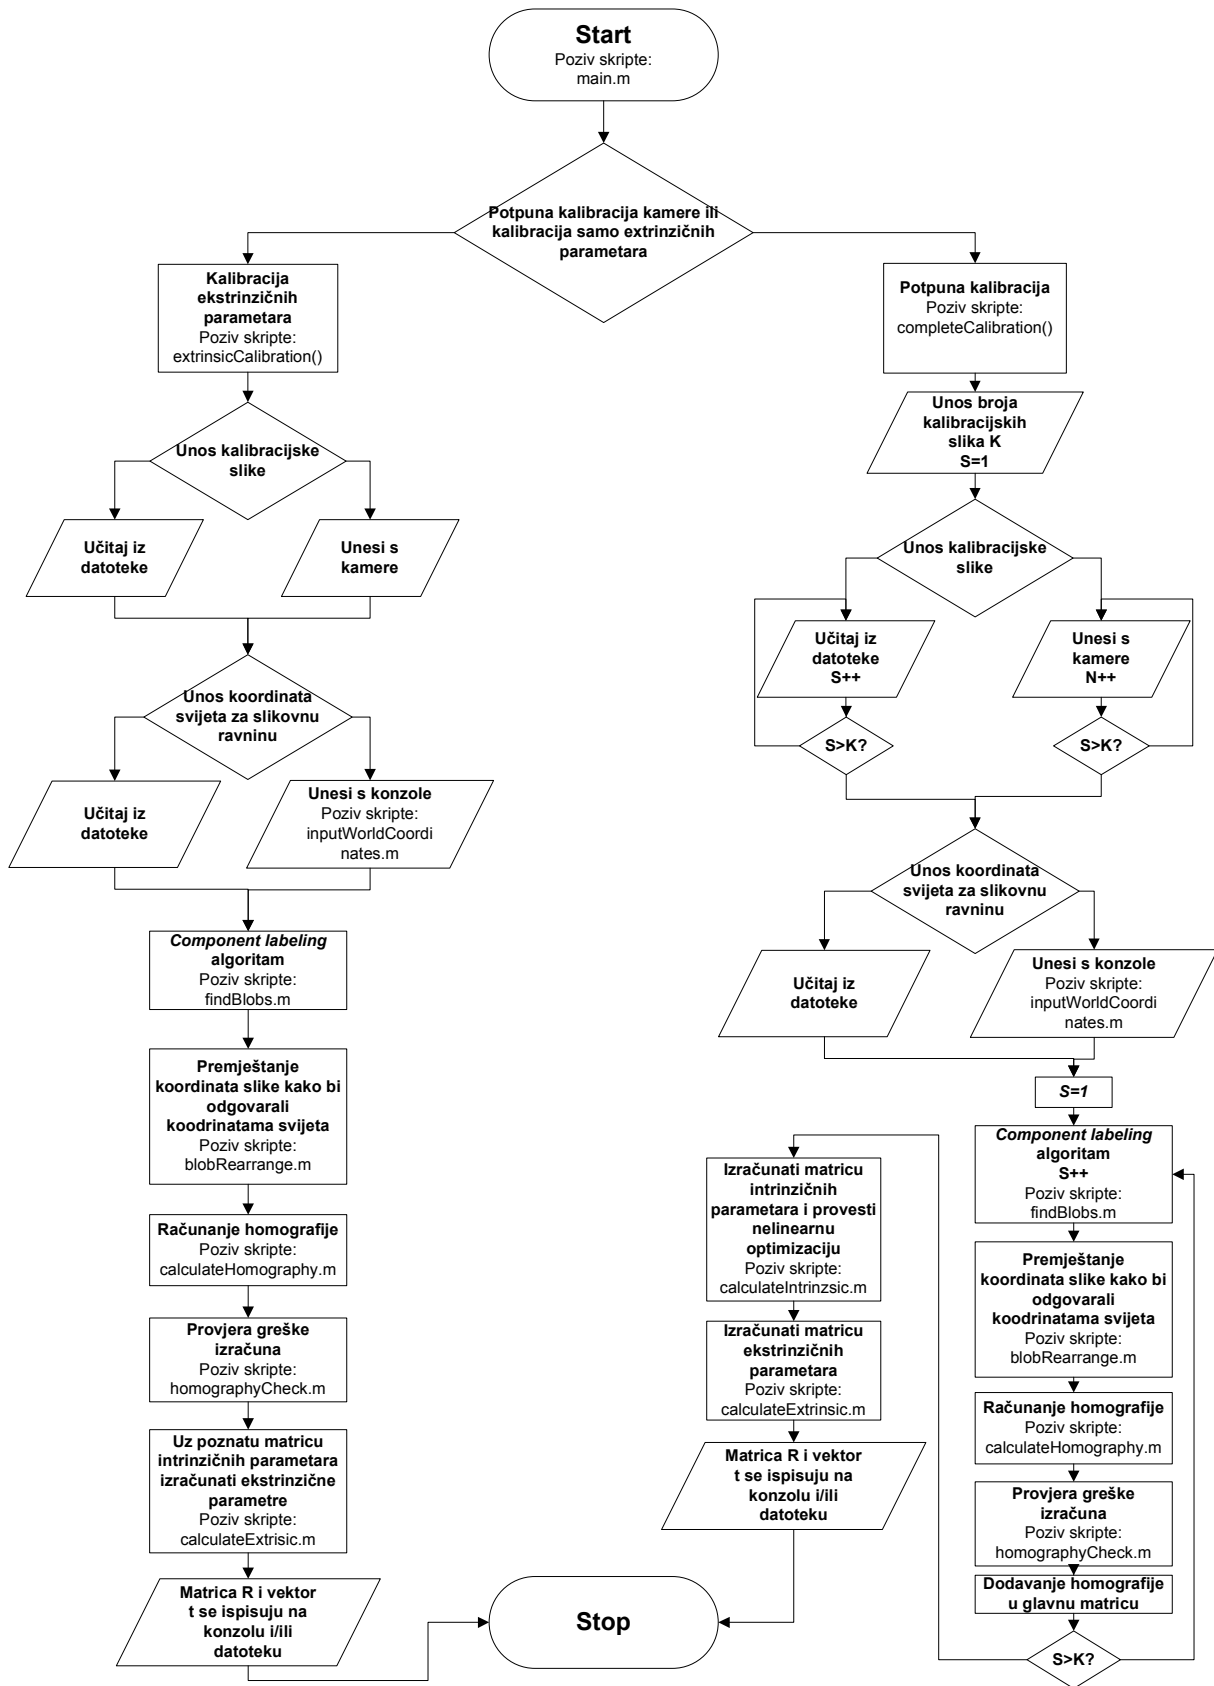 Start
Poziv skripte:
main.m
Potpuna kalibracija kamere ili
kalibracija samo extrinzičnih
parametara
Kalibracija
ekstrinzičnih
parametara
Poziv skripte:
extrinsicCalibration()
Unos kalibracijske
slike
Učitaj iz
datoteke
Unesi s
kamere
Unos koordinata
svijeta za slikovnu
ravninu
Učitaj iz
datoteke
Unesi s konzole
Poziv skripte:
inputWorldCoordi
nates.m
Component labeling
algoritam
Poziv skripte:
findBlobs.m
Premještanje
koordinata slike kako bi
odgovarali
koodrinatama svijeta
Poziv skripte:
blobRearrange.m
Računanje homografije
Poziv skripte:
calculateHomography.m
Provjera greške
izračuna
Poziv skripte:
homographyCheck.m
Uz poznatu matricu
intrinzičnih parametara
izračunati ekstrinzične
parametre
Poziv skripte:
calculateExtrisic.m
Matrica R i vektor
t se ispisuju na
konzolu i/ili
datoteku
Potpuna kalibracija
Poziv skripte:
completeCalibration()
Unos broja
kalibracijskih
slika K
S=1
Unos kalibracijske
slike
Učitaj iz
datoteke
S++
Unesi s
kamere
N++
S>K?
S>K?
Unos koordinata
svijeta za slikovnu
ravninu
Učitaj iz
datoteke
Unesi s konzole
Poziv skripte:
inputWorldCoordi
nates.m
S=1
Component labeling
algoritam
S++
Poziv skripte:
findBlobs.m
Premještanje
koordinata slike kako bi
odgovarali
koodrinatama svijeta
Poziv skripte:
blobRearrange.m
Računanje homografije
Poziv skripte:
calculateHomography.m
Provjera greške
izračuna
Poziv skripte:
homographyCheck.m
Dodavanje homografije
u glavnu matricu
S>K?
Izračunati matricu
intrinzičnih
parametara i provesti
nelinearnu
optimizaciju
Poziv skripte:
calculateIntrinzsic.m
Izračunati matricu
ekstrinzičnih
parametara
Poziv skripte:
calculateExtrinsic.m
Matrica R i vektor
t se ispisuju na
konzolu i/ili
datoteku
Stop